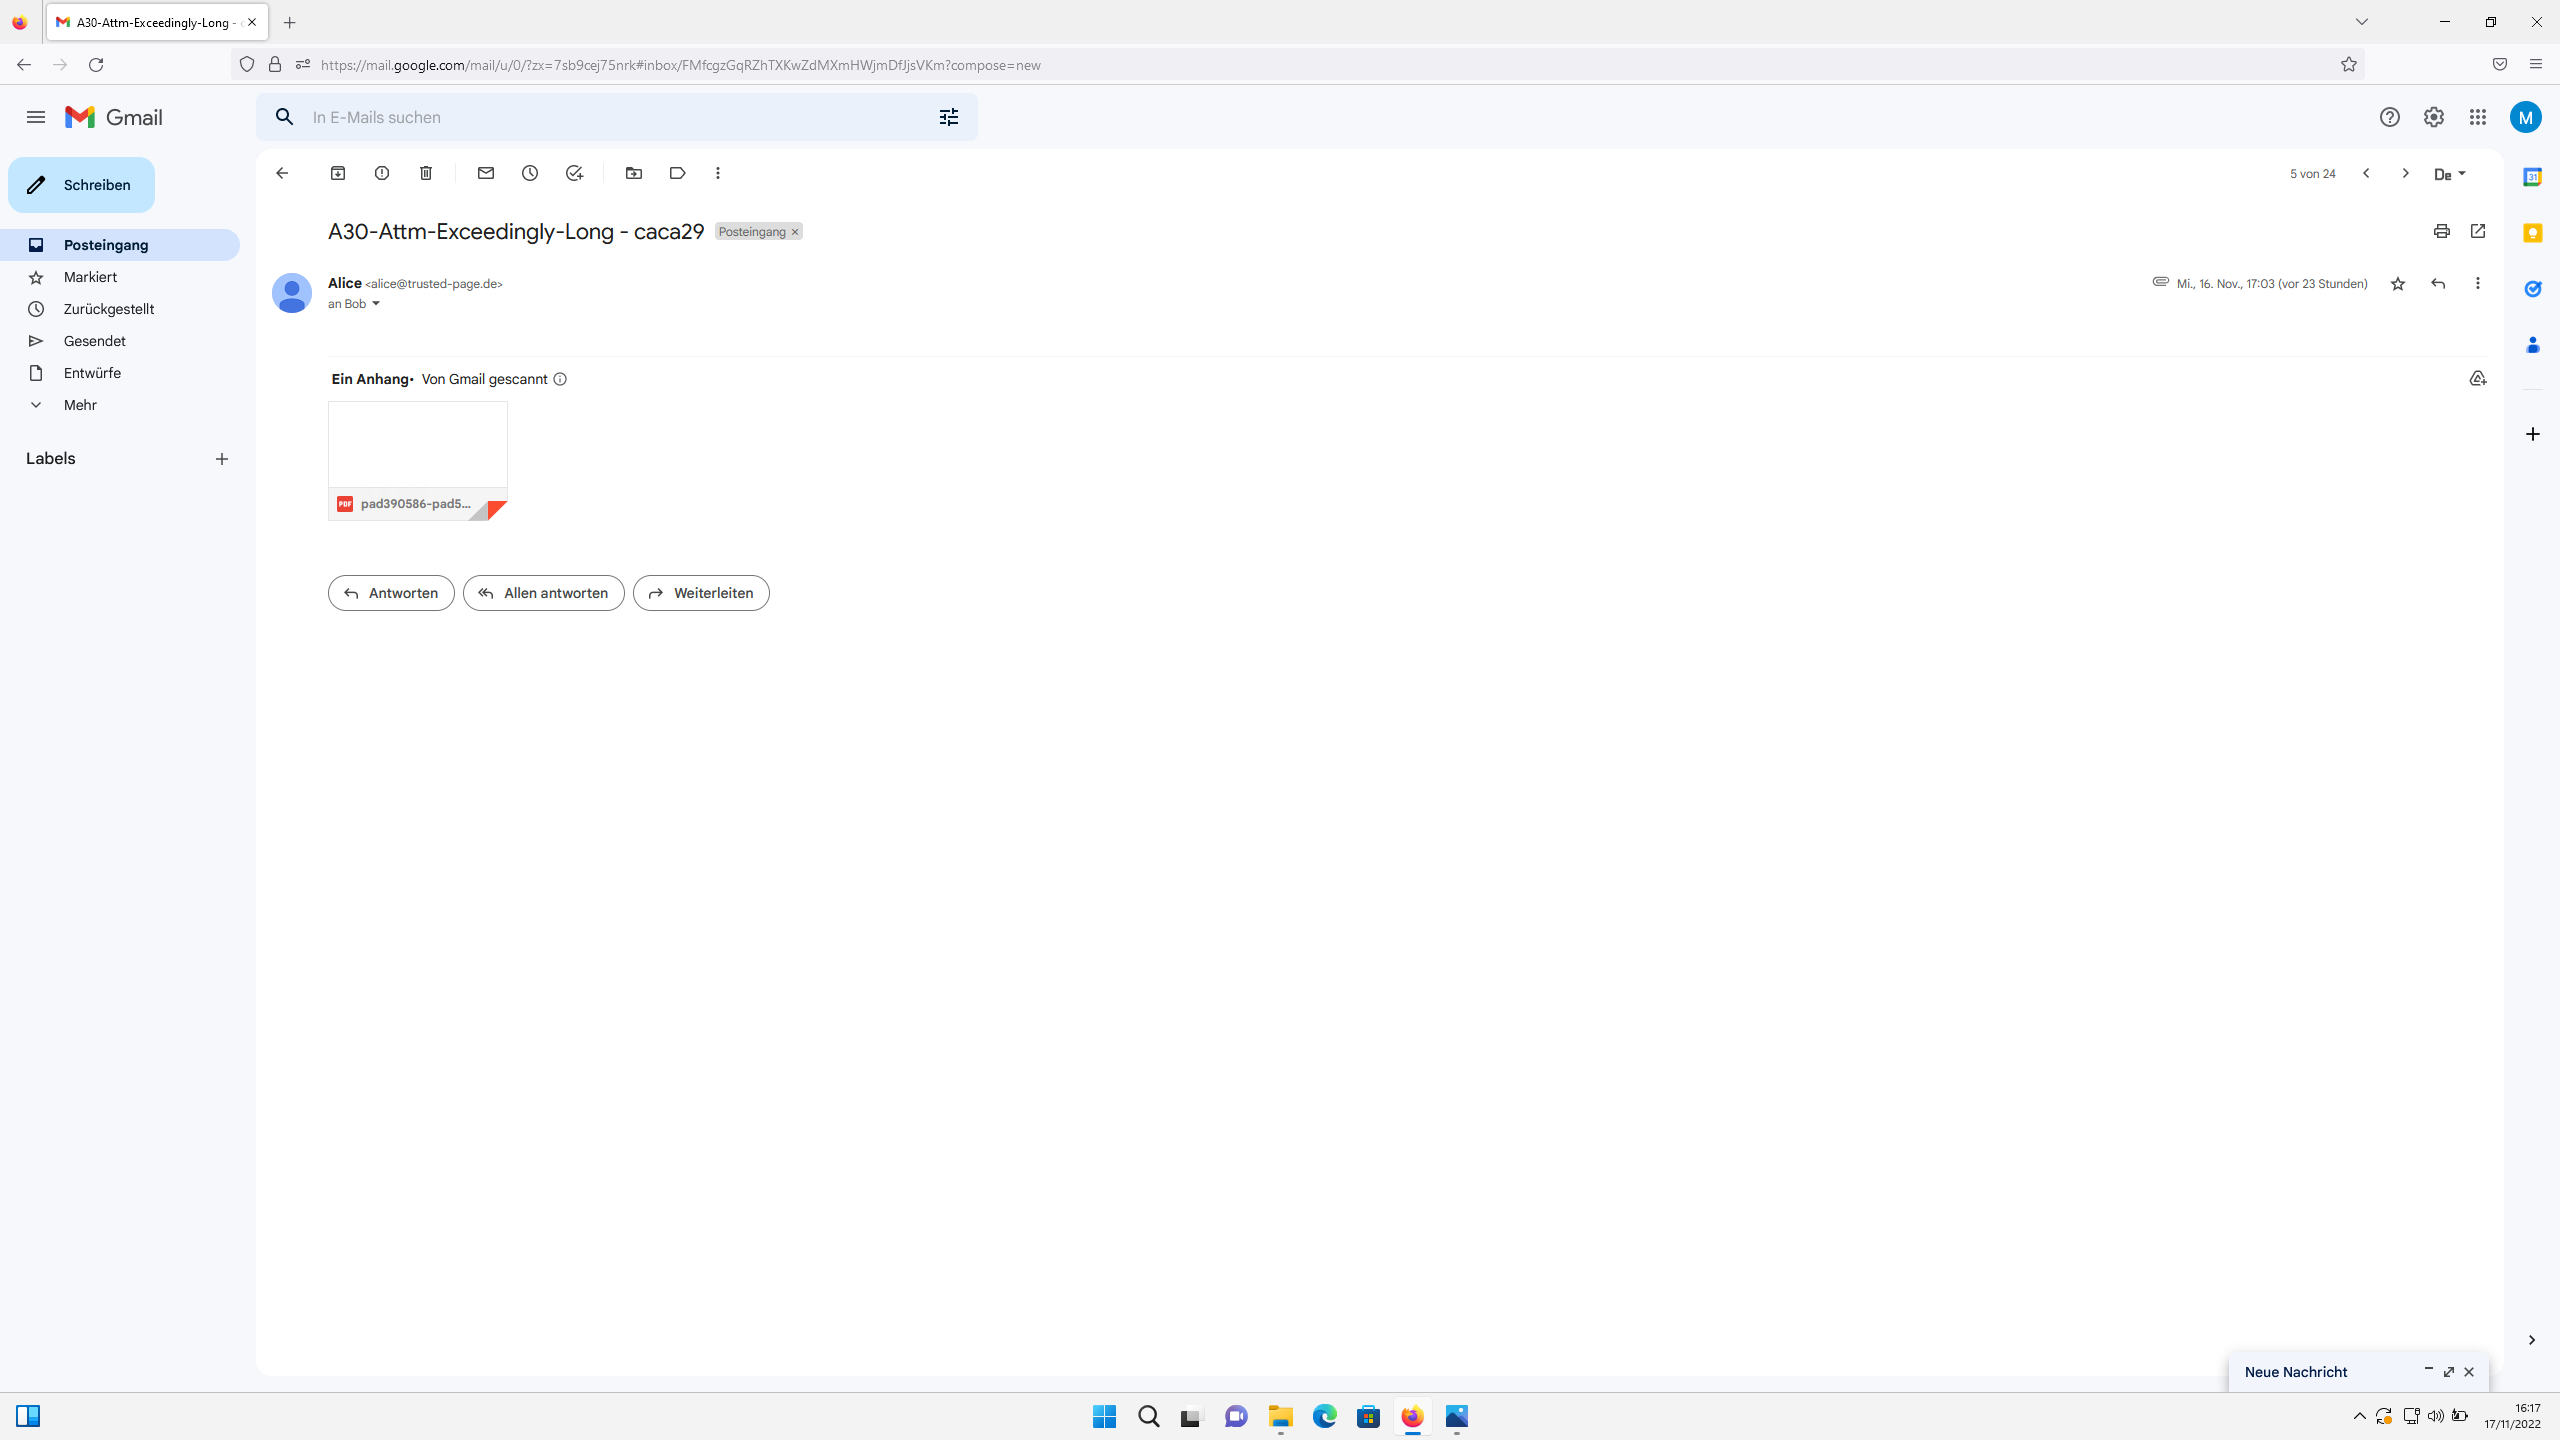 A30-Attm-Exceedingly-Long - c
https://mail.google.com/mail/u/0/?zx=7sb9cej75nrk#inbox/FMfcgzGqRZhTXKwZdMXmHWjmDfJjsVKm?compose=new
Gmail
In E-Mails suchen
M
Schreiben
5 von 24
De
Posteingang
Markiert
Zurückgestellt
Gesendet
Entwürfe
Mehr
Labels
A30-Attm-Exceedingly-Long - caca29 Posteingang ×
Alice <alice@trusted-page.de>
Mi., 16. Nov., 17:03 (vor 23 Stunden)
an Bob
Ein Anhang• Von Gmail gescannt
PDF pad390586-pad5...
Antworten
Allen antworten
Weiterleiten
31
Neue Nachricht
16:17
17/11/2022